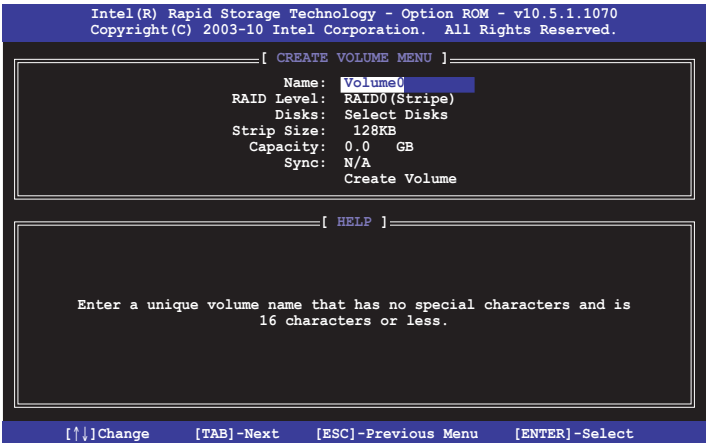 Intel(R) Rapid Storage Technology - Option ROM - v10.5.1.1070
Copyright(C) 2003-10 Intel Corporation. All Rights Reserved.
[ CREATE VOLUME MENU ]
Name: Volume0
RAID Level: RAID0(Stripe)
Disks: Select Disks
Strip Size: 128KB
Capacity: 0.0 GB
Sync: N/A
Create Volume
[ HELP ]
Enter a unique volume name that has no special characters and is
16 characters or less.
[↑↓]Change [TAB]-Next [ESC]-Previous Menu [ENTER]-Select